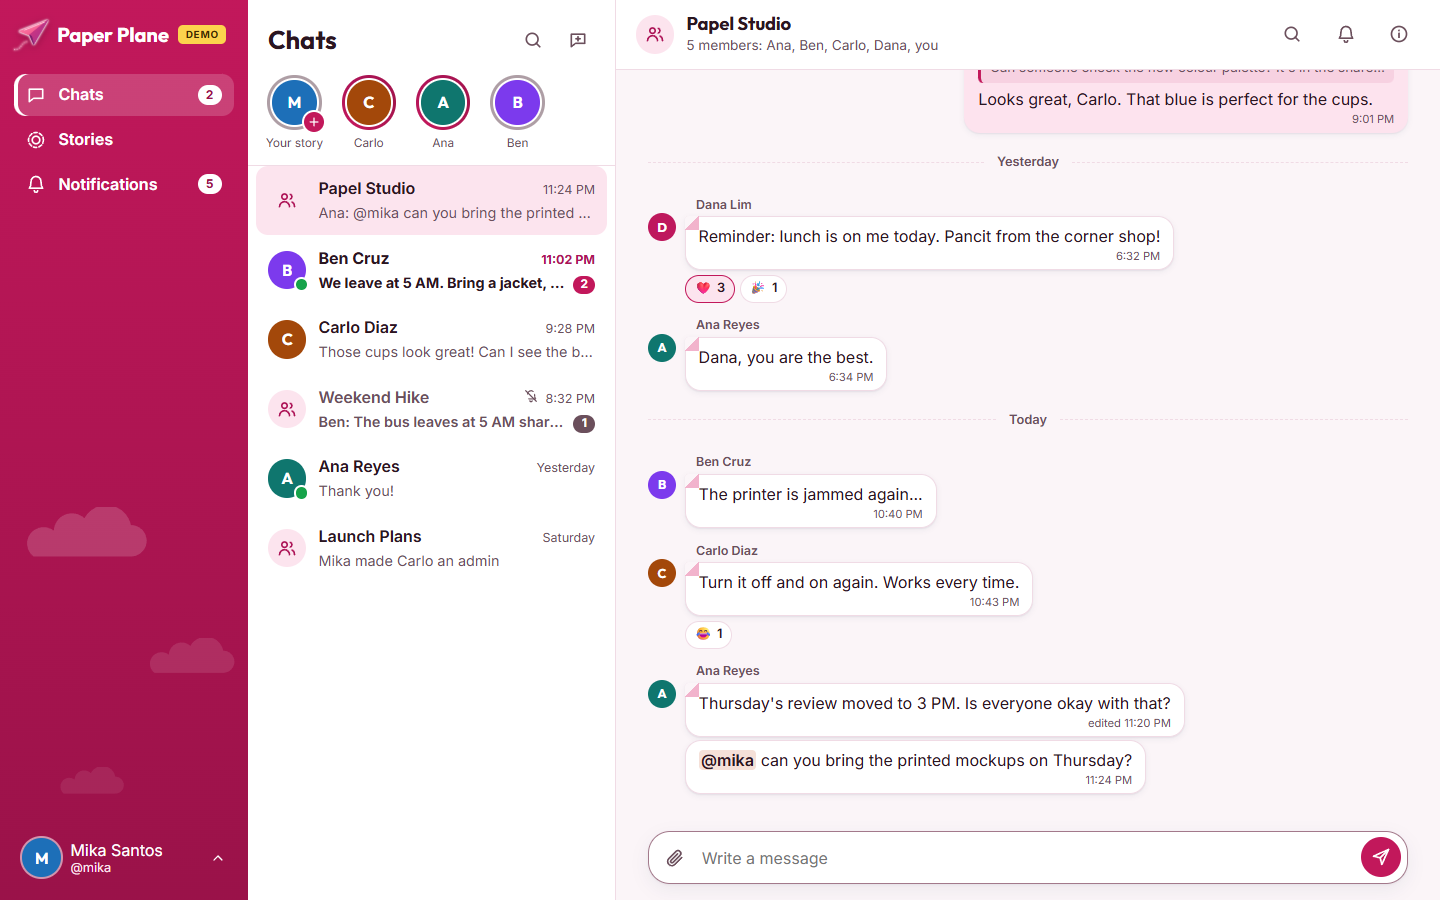 Paper Plane DEMO
Chats 2
Stories
Notifications 5
M Mika Santos
@mika
Chats
M
C
A
B
Your story
Carlo
Ana
Ben
Papel Studio 11:24 PM
Ana: @mika can you bring the printed ...
B
Ben Cruz 11:02 PM
We leave at 5 AM. Bring a jacket, ... 2
C
Carlo Diaz 9:28 PM
Those cups look great! Can I see the b...
Weekend Hike 8:32 PM
Ben: The bus leaves at 5 AM shar... 1
A
Ana Reyes Yesterday
Thank you!
Launch Plans Saturday
Mika made Carlo an admin
Papel Studio
5 members: Ana, Ben, Carlo, Dana, you
Looks great, Carlo. That blue is perfect for the cups.
9:01 PM
Yesterday
Dana Lim
D
Reminder: lunch is on me today. Pancit from the corner shop!
6:32 PM
❤️ 3 🎉 1
Ana Reyes
A
Dana, you are the best.
6:34 PM
Today
Ben Cruz
B
The printer is jammed again...
10:40 PM
Carlo Diaz
C
Turn it off and on again. Works every time.
10:43 PM
😂 1
Ana Reyes
A
Thursday's review moved to 3 PM. Is everyone okay with that?
edited 11:20 PM
@mika can you bring the printed mockups on Thursday?
11:24 PM
Write a message